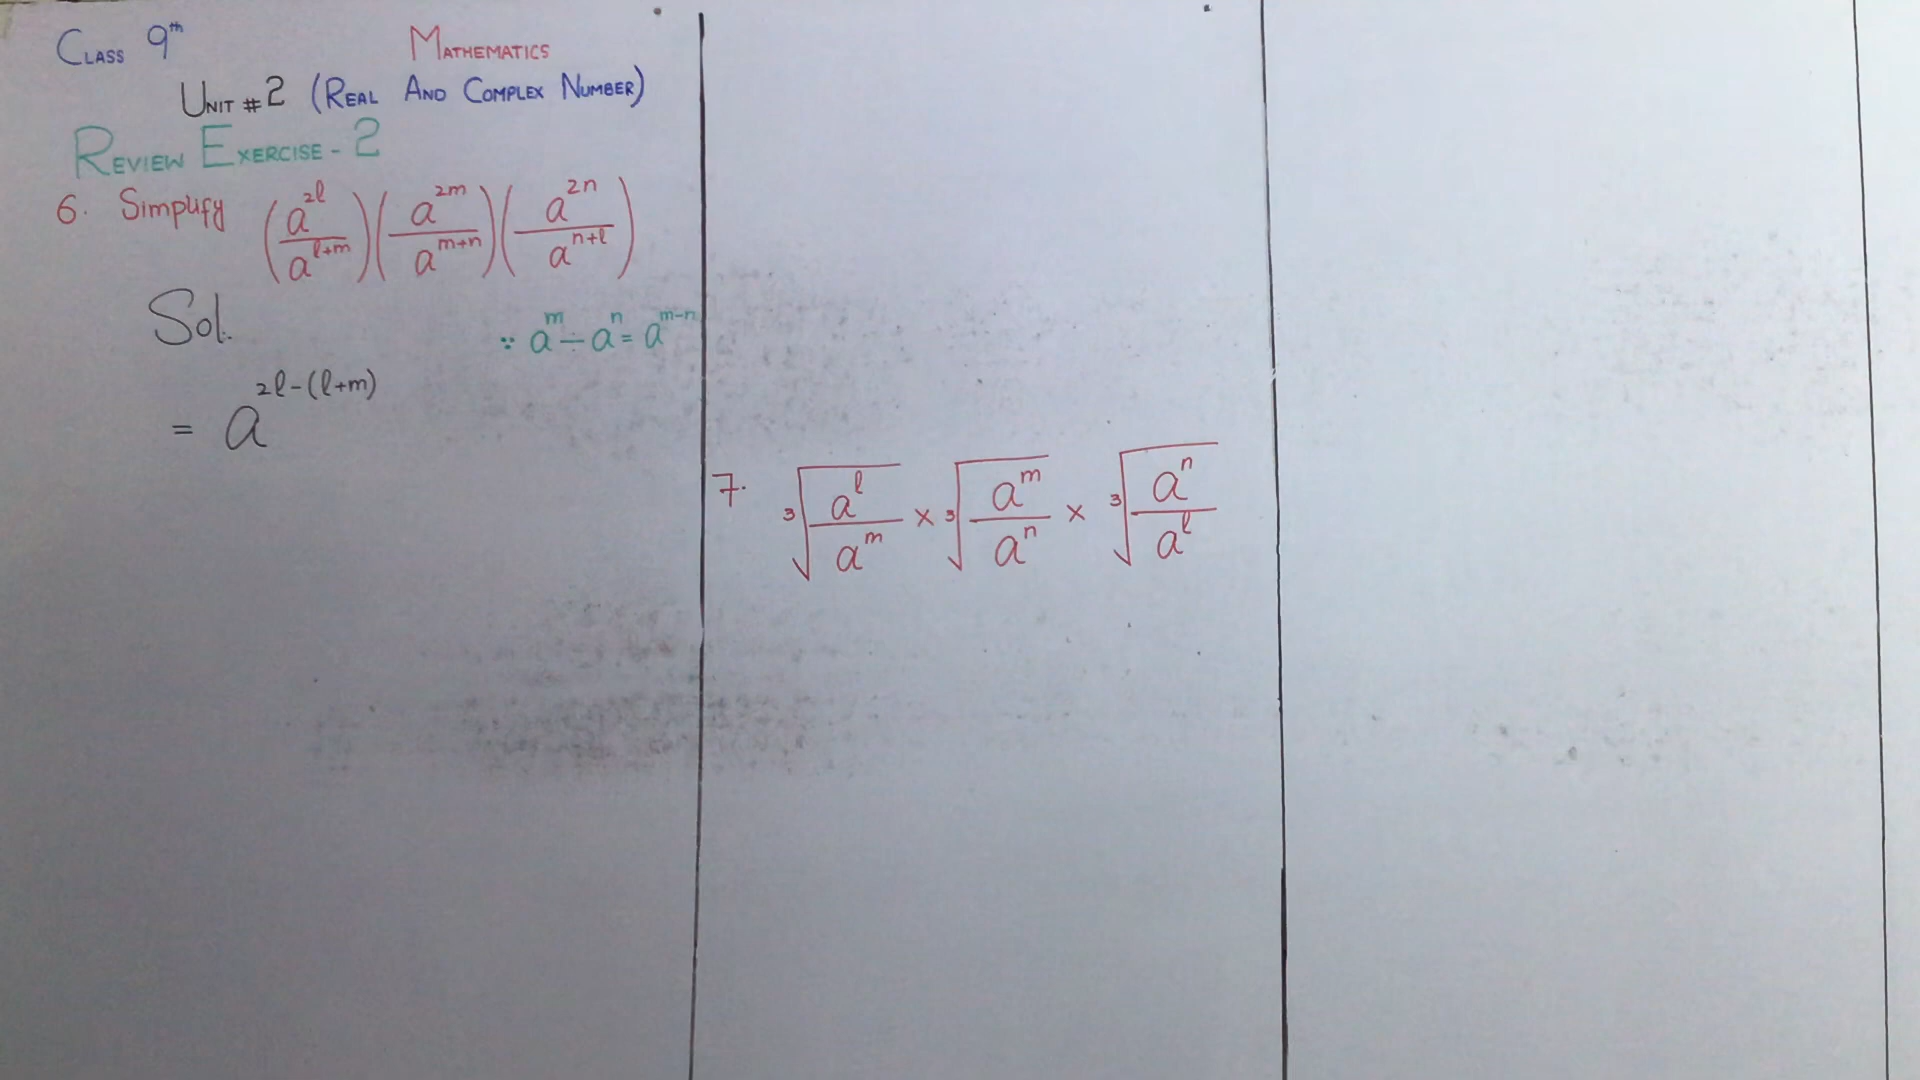 CLASS 9th MATHEMATICS
UNIT # 2 (REAL AND COMPLEX NUMBER)
REVIEW EXERCISE - 2
6. Simplify (a^{2l}/a^{l+m})(a^{2m}/a^{m+n})(a^{2n}/a^{n+l})
Sol.
∵ a^m ÷ a^n = a^{m-n}
= a^{2l-(l+m)}
7. ∛(a^l/a^m) × ∛(a^m/a^n) × ∛(a^n/a^l)